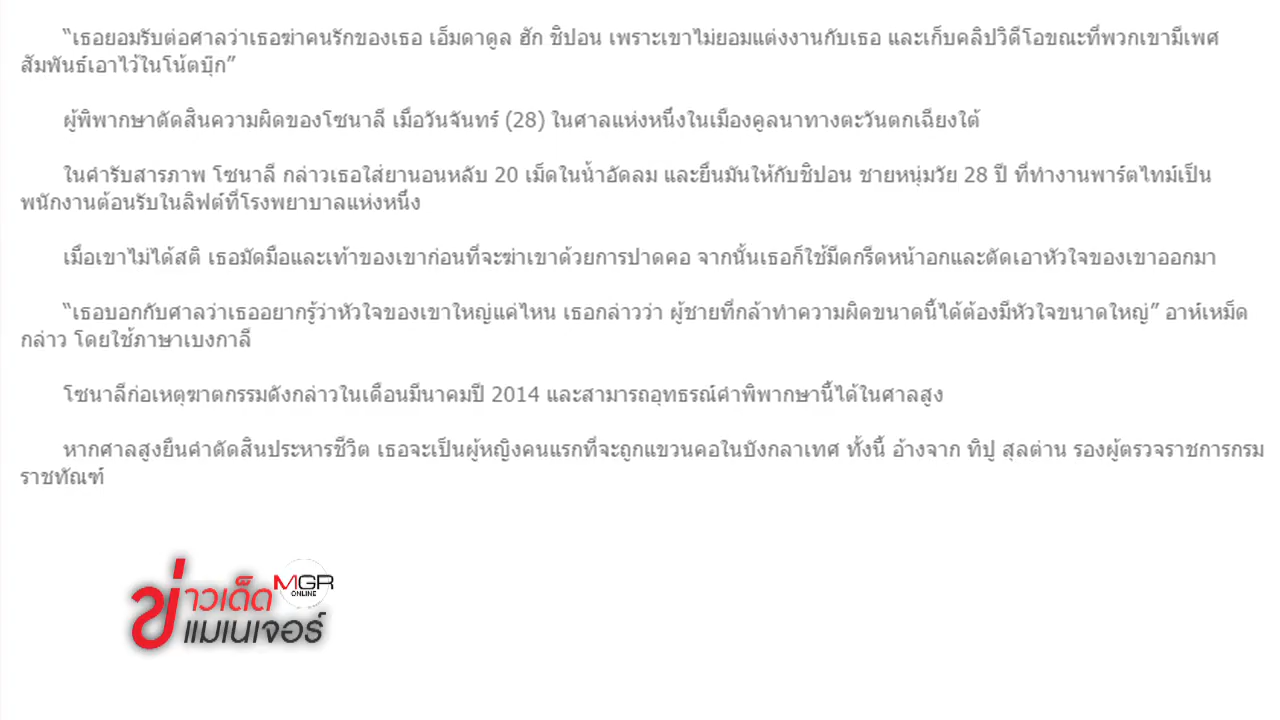 “เธอยอมรับต่อศาลว่าเธอฆ่าคนรักของเธอ เอ็มดาดูล ฮัก ชิปอน เพราะเขาไม่ยอมแต่งงานกับเธอ และเก็บคลิปวิดีโอขณะที่พวกเขามีเพศ
สัมพันธ์เอาไว้ในโน้ตบุ๊ก”
ผู้พิพากษาตัดสินความผิดของโซนาลี เมื่อวันจันทร์ (28) ในศาลแห่งหนึ่งในเมืองคูลนาทางตะวันตกเฉียงใต้
ในคำรับสารภาพ โซนาลี กล่าวเธอใส่ยานอนหลับ 20 เม็ดในน้ำอัดลม และยื่นมันให้กับชิปอน ชายหนุ่มวัย 28 ปี ที่ทำงานพาร์ตไทม์เป็น
พนักงานต้อนรับในลิฟต์ที่โรงพยาบาลแห่งหนึ่ง
เมื่อเขาไม่ได้สติ เธอมัดมือและเท้าของเขาก่อนที่จะฆ่าเขาด้วยการปาดคอ จากนั้นเธอก็ใช้มีดกรีดหน้าอกและตัดเอาหัวใจของเขาออกมา
“เธอบอกกับศาลว่าเธออยากรู้ว่าหัวใจของเขาใหญ่แค่ไหน เธอกล่าวว่า ผู้ชายที่กล้าทำความผิดขนาดนี้ได้ต้องมีหัวใจขนาดใหญ่” อาห์เหม็ด
กล่าว โดยใช้ภาษาเบงกาลี
โซนาลีก่อเหตุฆาตกรรมดังกล่าวในเดือนมีนาคมปี 2014 และสามารถอุทธรณ์คำพิพากษานี้ได้ในศาลสูง
หากศาลสูงยืนคำตัดสินประหารชีวิต เธอจะเป็นผู้หญิงคนแรกที่จะถูกแขวนคอในบังกลาเทศ ทั้งนี้ อ้างจาก ทิปู สุลต่าน รองผู้ตรวจราชการกรม
ราชทัณฑ์
ข่าวเด็ด MGR
ONLINE
แมเนเจอร์